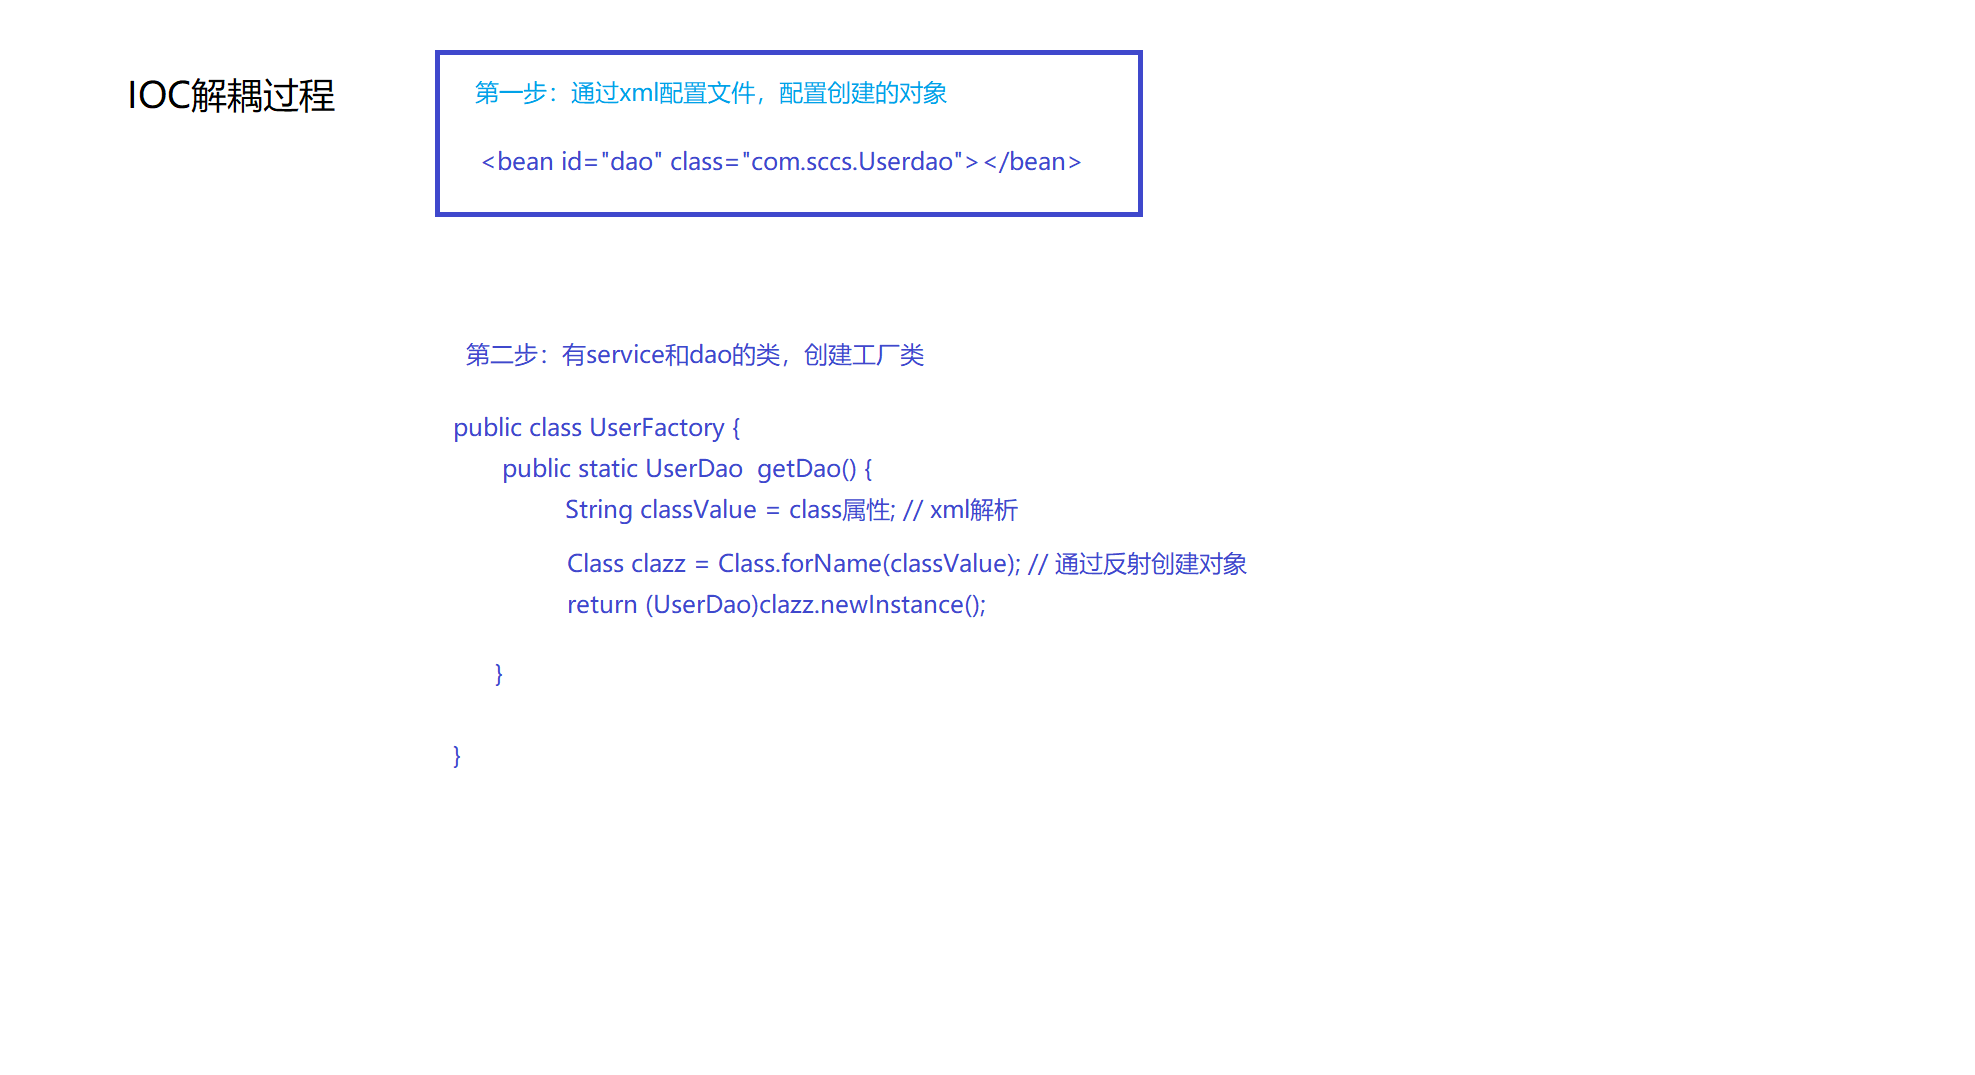 IOC解耦过程
第一步：通过xml配置文件，配置创建的对象
<bean id="dao" class="com.sccs.Userdao"></bean>
第二步：有service和dao的类，创建工厂类
public class UserFactory {
public static UserDao  getDao() {
String classValue = class属性; // xml解析
Class clazz = Class.forName(classValue); // 通过反射创建对象
return (UserDao)clazz.newInstance();
}
}